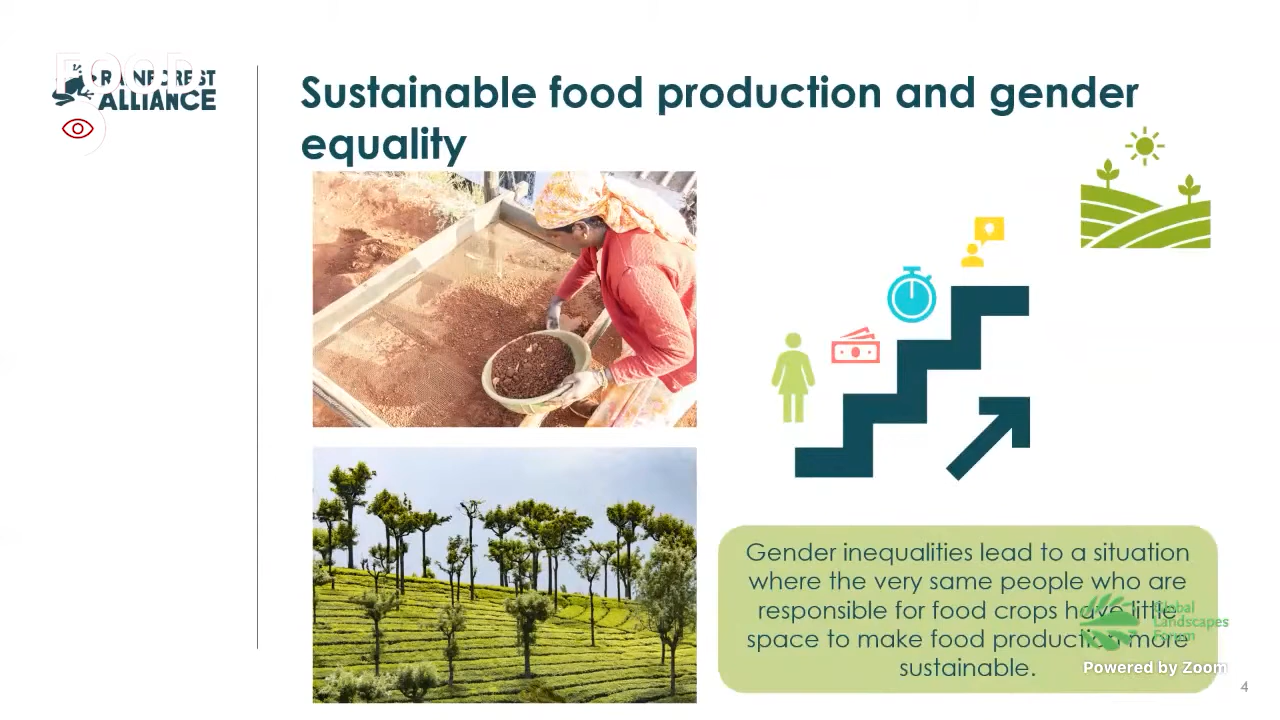 FOOD
RAINFOREST
ALLIANCE
Sustainable food production and gender
equality
Gender inequalities lead to a situation
where the very same people who are
responsible for food crops have little
space to make food production more
sustainable.
Global
Landscapes
Forum
Powered by Zoom
4